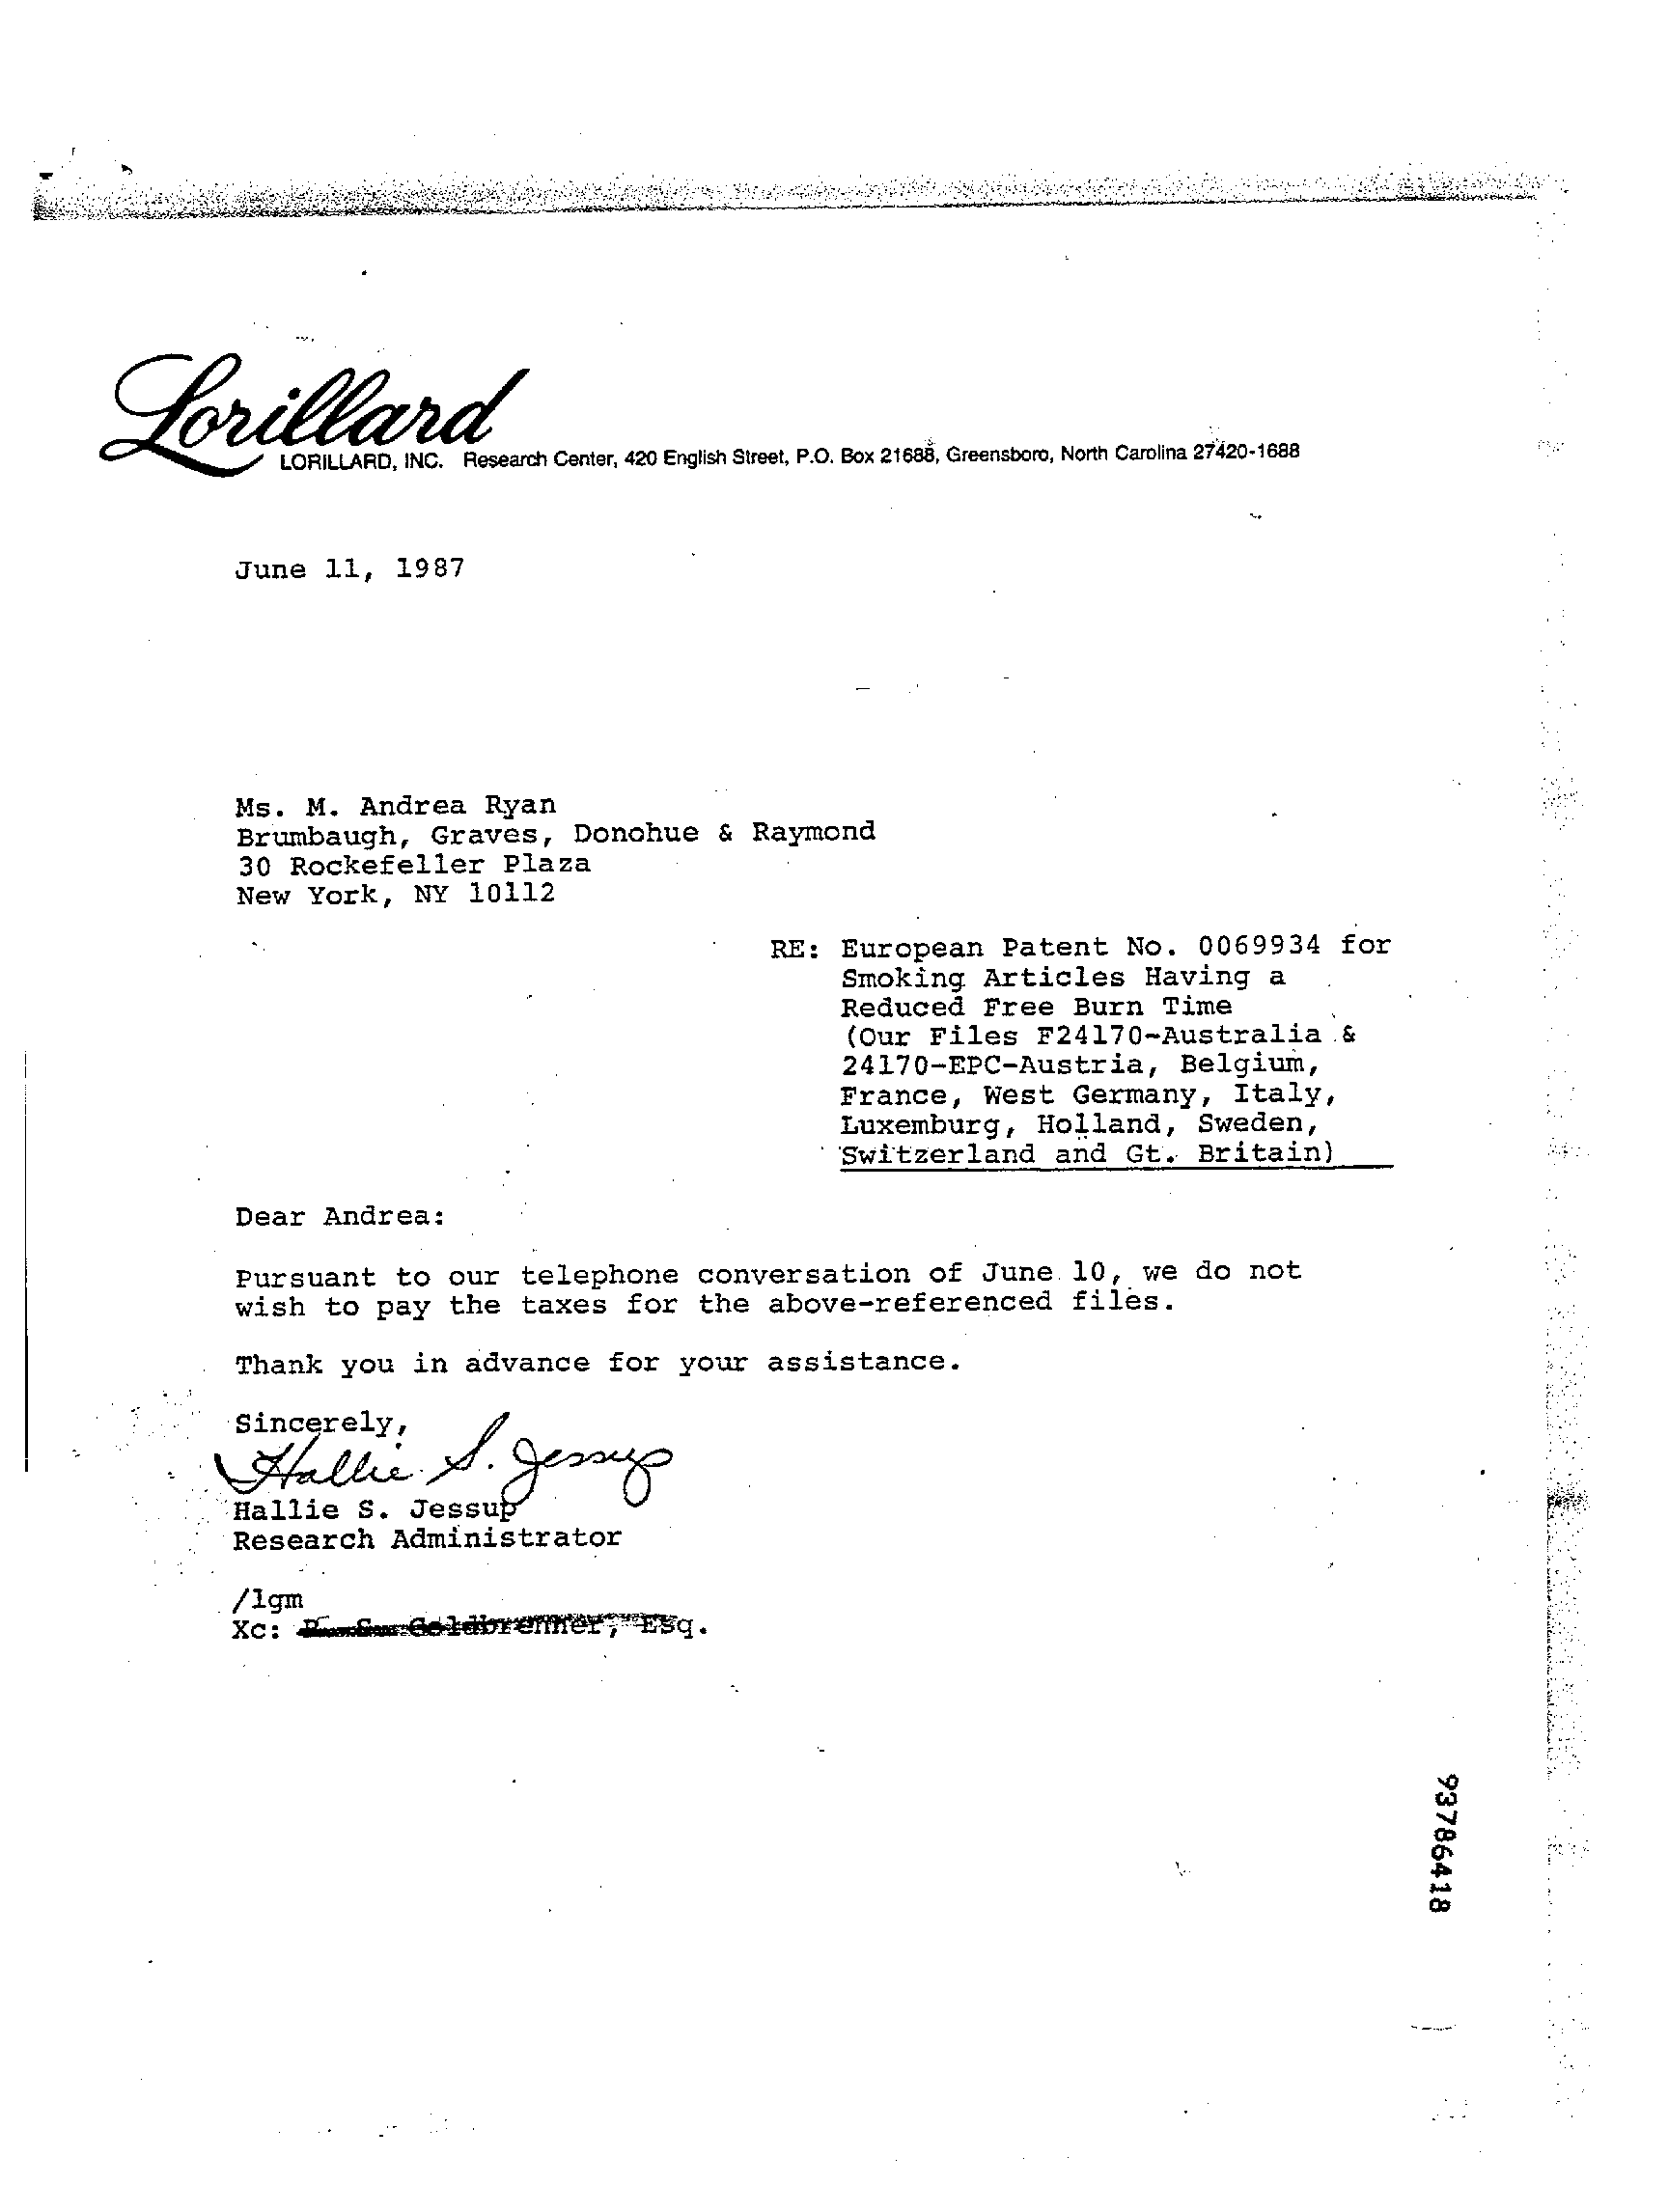 Lorillard
LORILLARD, INC. Research Center, 420 English Street, P.O. Box 21688, Greensboro, North Carolina 27420-1688
June 11, 1987
Ms. M. Andrea Ryan
Brumbaugh, Graves, Donohue & Raymond
30 Rockefeller Plaza
New York, NY 10112
RE: European Patent No. 0069934 for
Smoking Articles Having a
Reduced Free Burn Time
(Our Files F24170-Australia &
24170-EPC-Austria, Belgium,
France, West Germany, Italy,
Luxemburg, Holland, Sweden,
Switzerland and Gt. Britain)
Dear Andrea:
Pursuant to our telephone conversation of June 10, we do not
wish to pay the taxes for the above-referenced files.
Thank you in advance for your assistance.
Sincerely,
Hallie S. Jessup
Hallie S. Jessup
Research Administrator
/lgm
Xc: Goldbrenner, Esq.
93786418